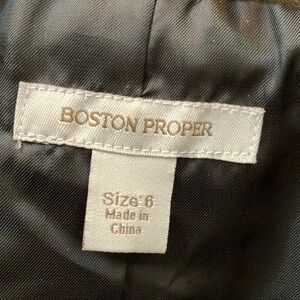 BOSTON PROPER
Size 6
Made in
China